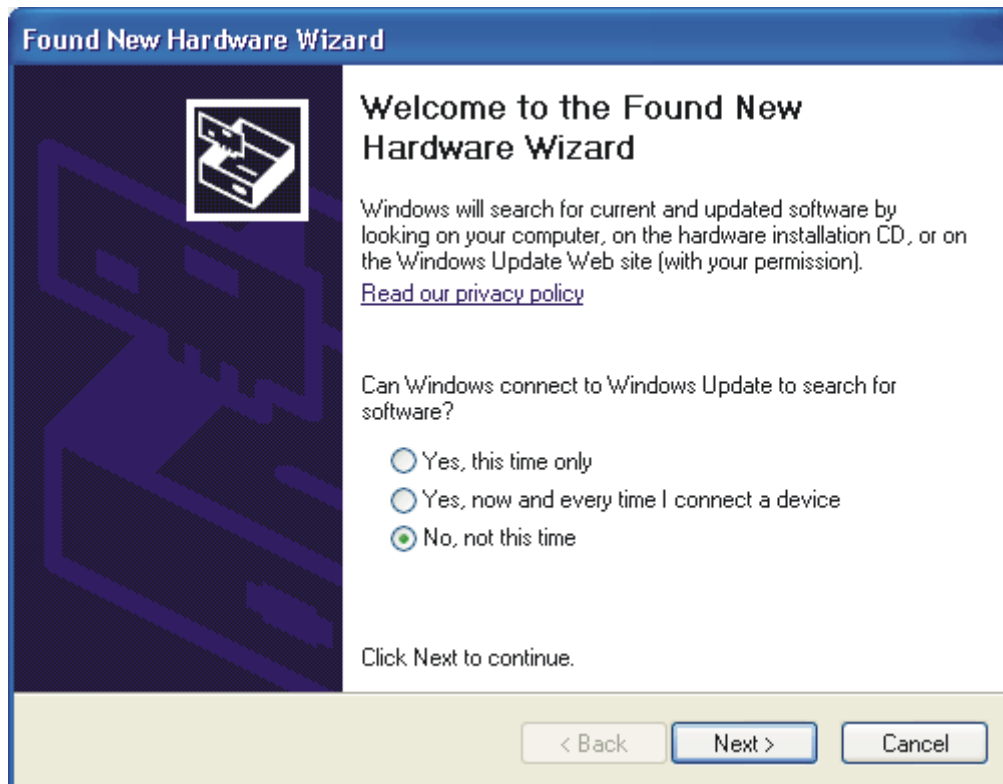 Found New Hardware Wizard
Welcome to the Found New
Hardware Wizard
Windows will search for current and updated software by
looking on your computer, on the hardware installation CD, or on
the Windows Update Web site (with your permission).
Read our privacy policy
Can Windows connect to Windows Update to search for
software?
Yes, this time only
Yes, now and every time I connect a device
No, not this time
Click Next to continue.
< Back Next > Cancel